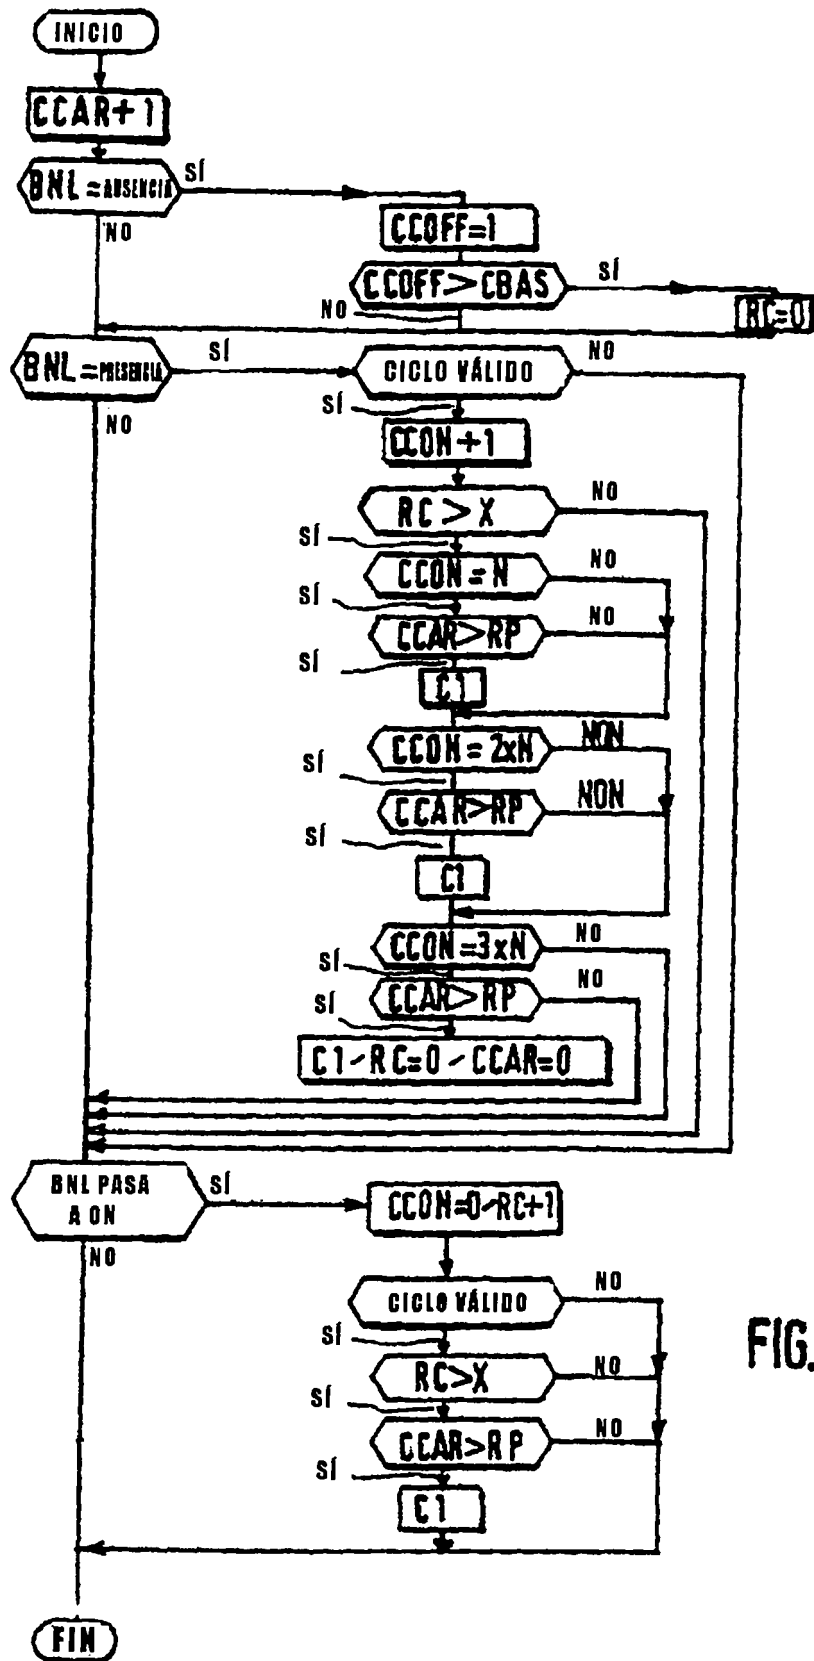 INICIO
CCAR+1
BNL=AUSENCIA
SÍ
NO
CCOFF=1
CCOFF>CBAS
SÍ
NO
RC=0
BNL=PRESENCIA
SÍ
NO
CICLO VÁLIDO
NO
SÍ
CCON+1
RC>X
NO
SÍ
CCON=N
NO
SÍ
CCAR>RP
NO
SÍ
C1
CCON=2xN
NON
SÍ
CCAR>RP
NON
SÍ
C1
CCON=3xN
NO
SÍ
CCAR>RP
NO
SÍ
C1-RC=0-CCAR=0
BNL PASA
A ON
SÍ
NO
CCON=0-RC+1
CICLO VÁLIDO
NO
SÍ
RC>X
NO
SÍ
CCAR>RP
NO
SÍ
C1
FIG.
FIN